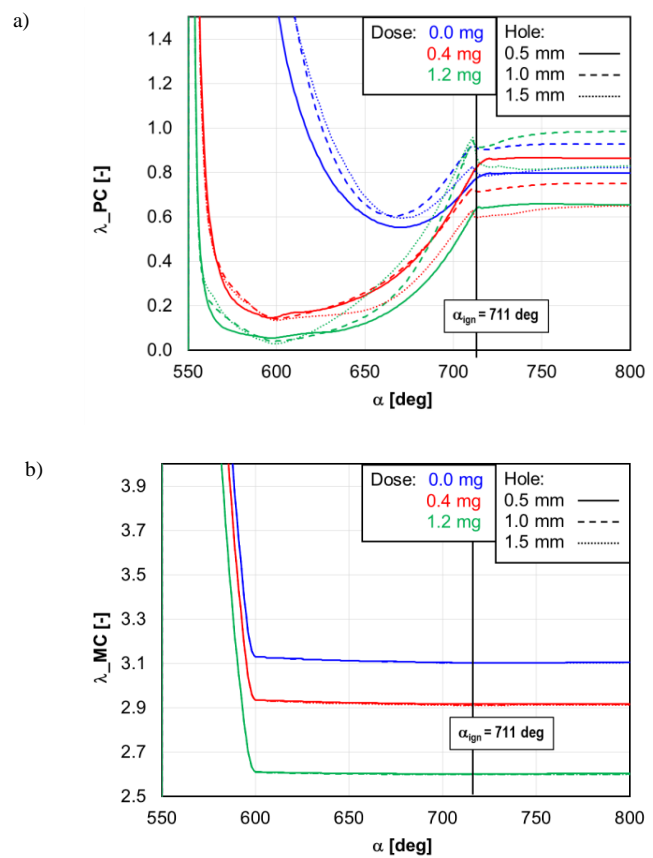 a)
1.4
1.2
1.0
0.8
0.6
0.4
0.2
0.0
λ_PC [-]
Dose: 0.0 mg
0.4 mg
1.2 mg
Hole:
0.5 mm
1.0 mm
1.5 mm
αign = 711 deg
550 600 650 700 750 800
α [deg]
b)
3.9
3.7
3.5
3.3
3.1
2.9
2.7
2.5
λ_MC [-]
Dose: 0.0 mg
0.4 mg
1.2 mg
Hole:
0.5 mm
1.0 mm
1.5 mm
αign = 711 deg
550 600 650 700 750 800
α [deg]